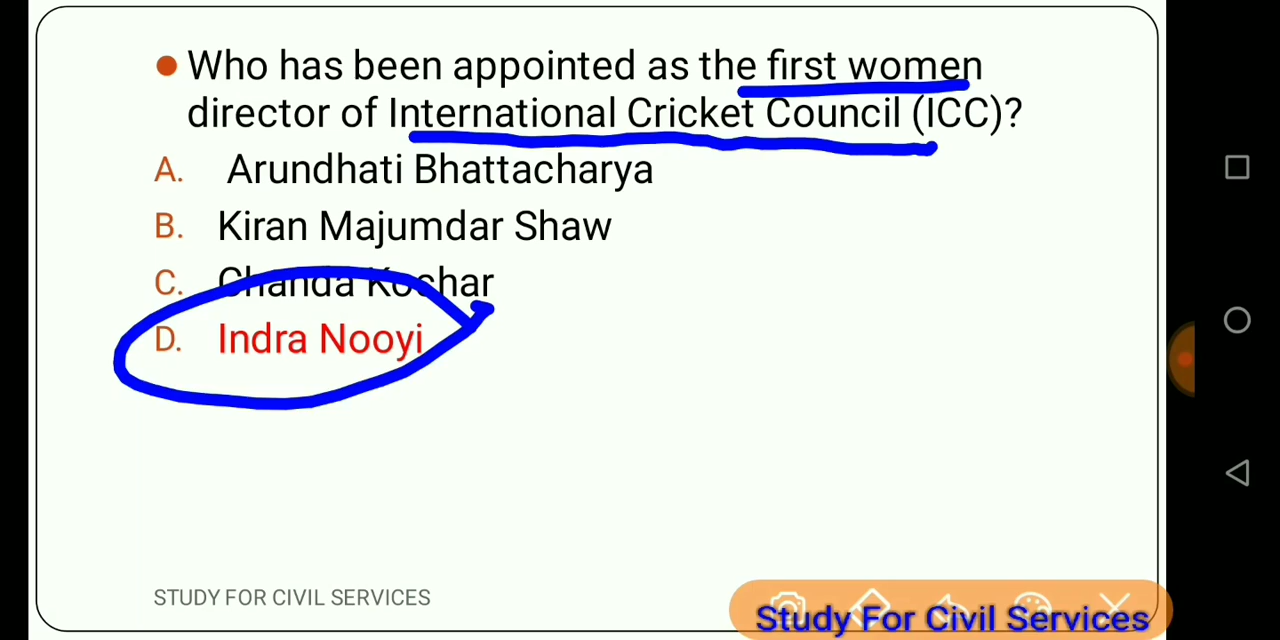 Who has been appointed as the first women
director of International Cricket Council (ICC)?
A. Arundhati Bhattacharya
B. Kiran Majumdar Shaw
C. Chanda Kochar
D. Indra Nooyi
STUDY FOR CIVIL SERVICES
Study For Civil Services